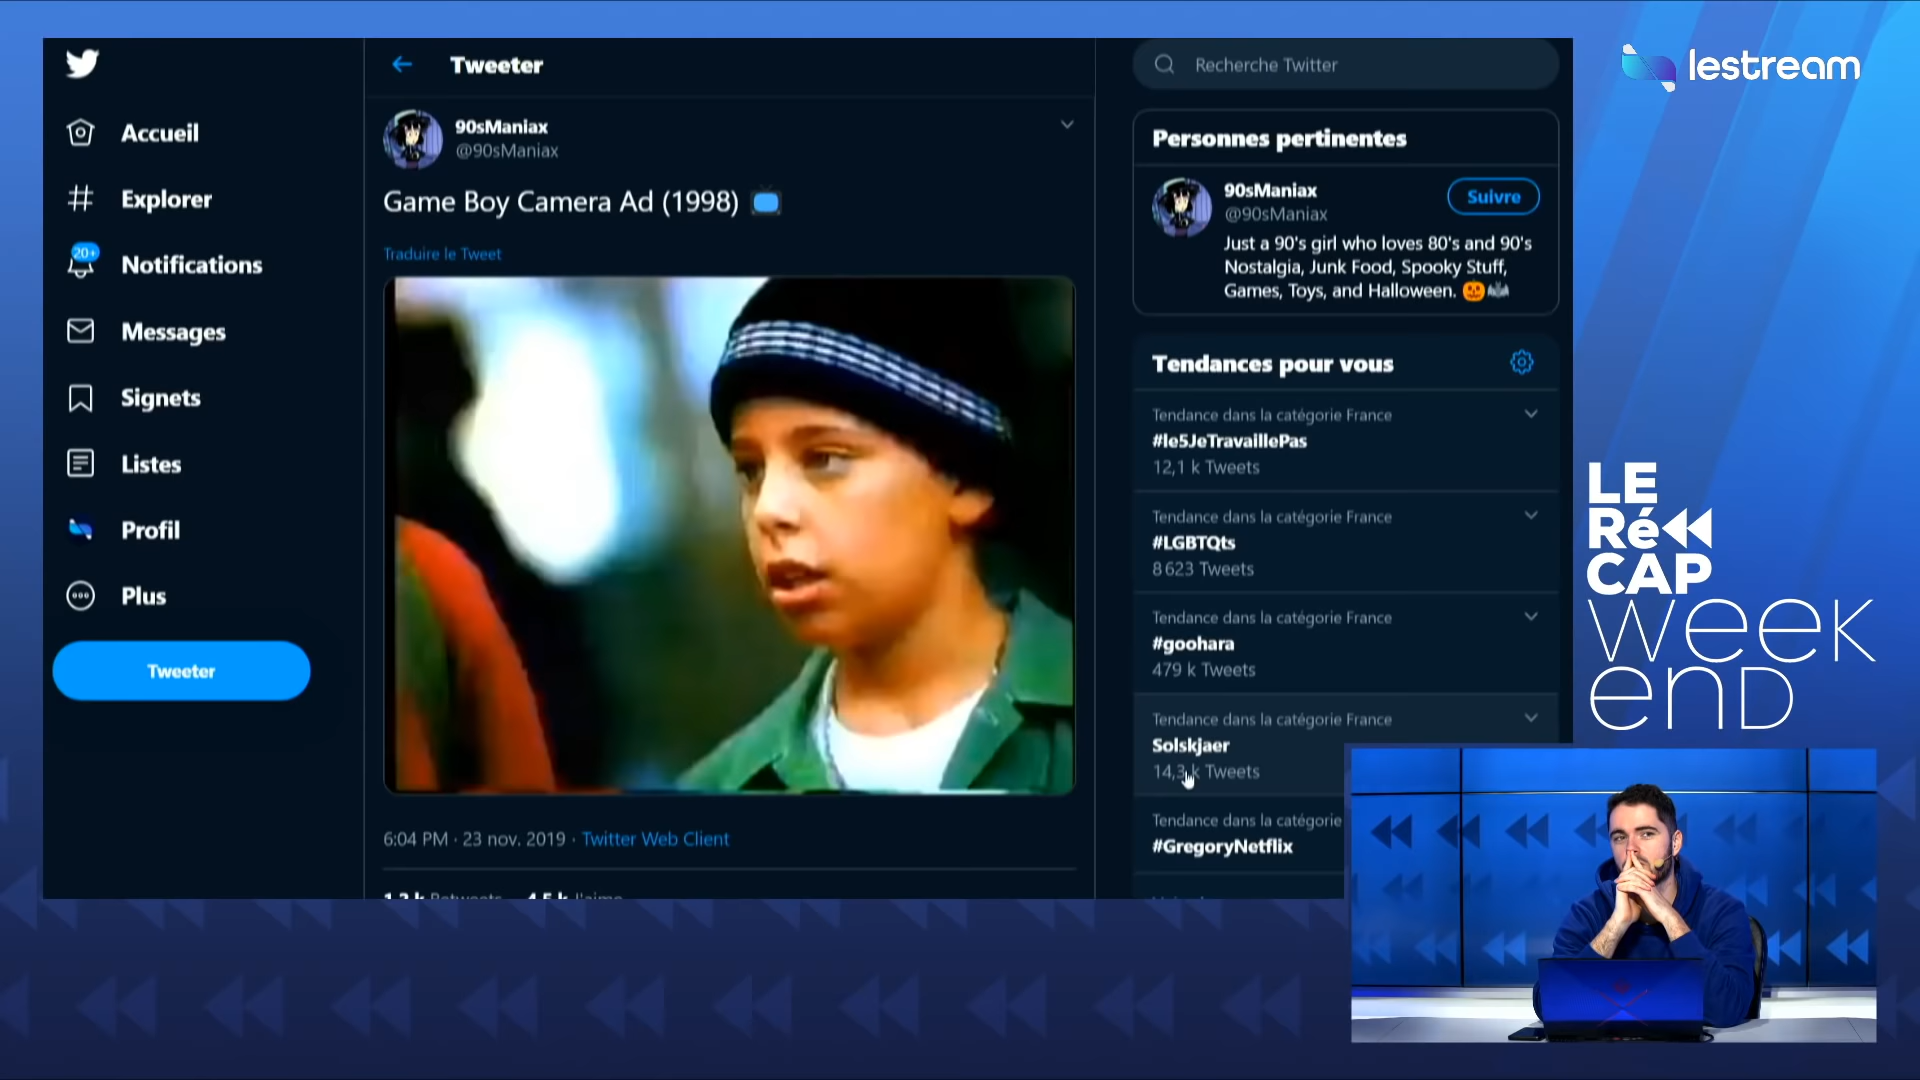 Accueil
Explorer
20+
Notifications
Messages
Signets
Listes
Profil
Plus
Tweeter
Tweeter
90sManiax
@90sManiax
Game Boy Camera Ad (1998)
Traduire le Tweet
6:04 PM · 23 nov. 2019 · Twitter Web Client
Recherche Twitter
Personnes pertinentes
90sManiax
@90sManiax
Suivre
Just a 90's girl who loves 80's and 90's
Nostalgia, Junk Food, Spooky Stuff,
Games, Toys, and Halloween.
Tendances pour vous
Tendance dans la catégorie France
#le5JeTravaillePas
12,1 k Tweets
Tendance dans la catégorie France
#LGBTQts
8 623 Tweets
Tendance dans la catégorie France
#goohara
479 k Tweets
Tendance dans la catégorie France
Solskjaer
14,3 k Tweets
Tendance dans la catégorie
#GregoryNetflix
lestream
LE
Ré
CAP
week
end